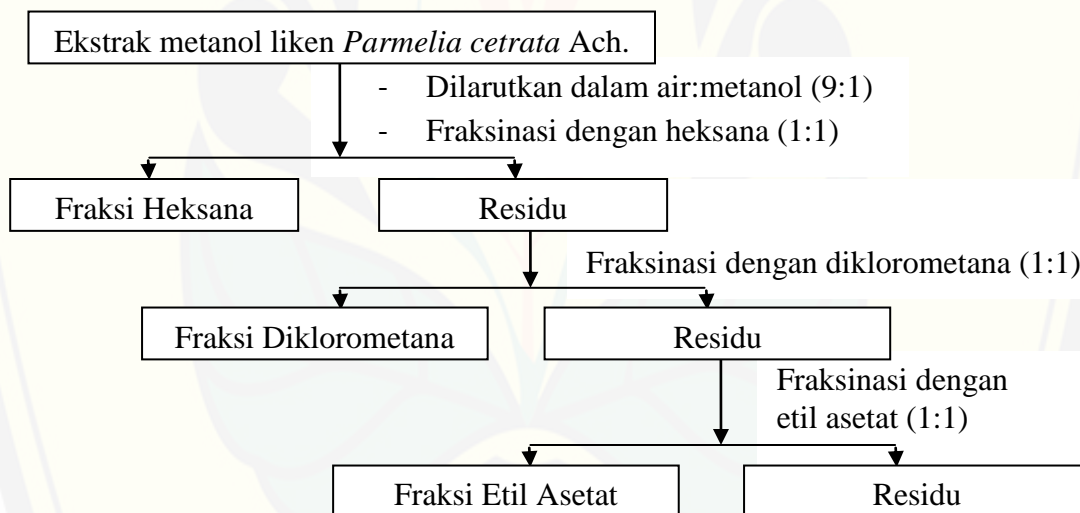 Ekstrak metanol liken Parmelia cetrata Ach.
- Dilarutkan dalam air:metanol (9:1)
- Fraksinasi dengan heksana (1:1)
Fraksi Heksana
Residu
Fraksinasi dengan diklorometana (1:1)
Fraksi Diklorometana
Residu
Fraksinasi dengan
etil asetat (1:1)
Fraksi Etil Asetat
Residu